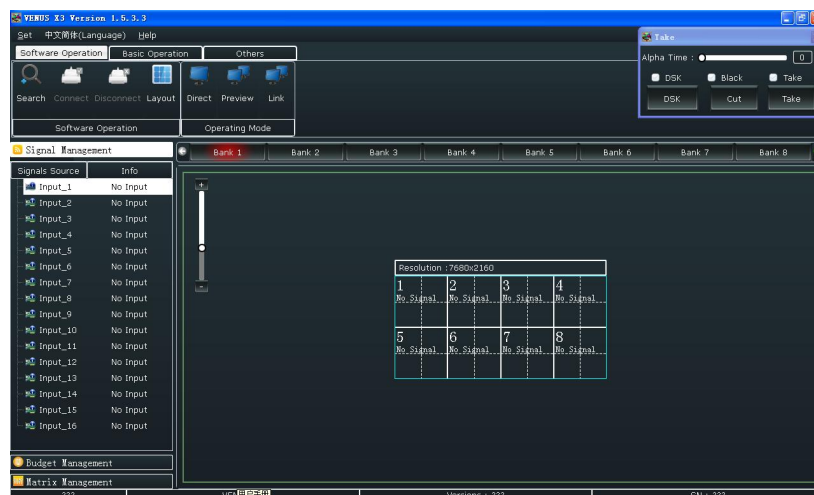 VENUS X3 Version 1.5.3.3
Set 中文简体(Language) Help
Software Operation Basic Operation Others
Search Connect Disconnect Layout Direct Preview Link
Software Operation Operating Mode
Take
Alpha Time : 0
DSK Black Take
DSK Cut Take
Signal Management
Bank 1 Bank 2 Bank 3 Bank 4 Bank 5 Bank 6 Bank 7 Bank 8
Signals Source Info
Input_1 No Input
Input_2 No Input
Input_3 No Input
Input_4 No Input
Input_5 No Input
Input_6 No Input
Input_7 No Input
Input_8 No Input
Input_9 No Input
Input_10 No Input
Input_11 No Input
Input_12 No Input
Input_13 No Input
Input_14 No Input
Input_15 No Input
Input_16 No Input
Resolution :7680x2160
1 2 3 4
No Signal No Signal No Signal No Signal
5 6 7 8
No Signal No Signal No Signal No Signal
Budget Management
Matrix Management